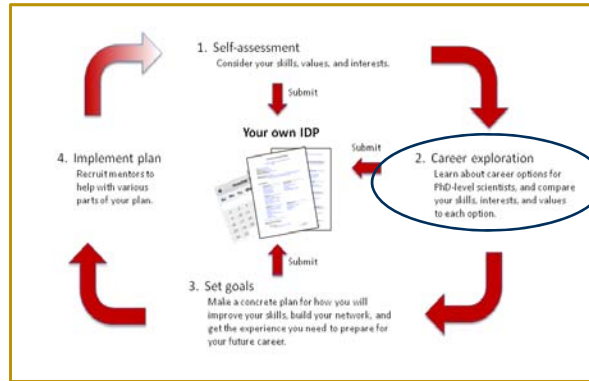 1. Self-assessment
Consider your skills, values, and interests.
Submit
Your own IDP
Submit
2. Career exploration
Learn about career options for
PhD-level scientists, and compare
your skills, interests, and values
to each option.
Submit
3. Set goals
Make a concrete plan for how you will
improve your skills, build your network, and
get the experience you need to prepare for
your future career.
4. Implement plan
Recruit mentors to
help with various
parts of your plan.